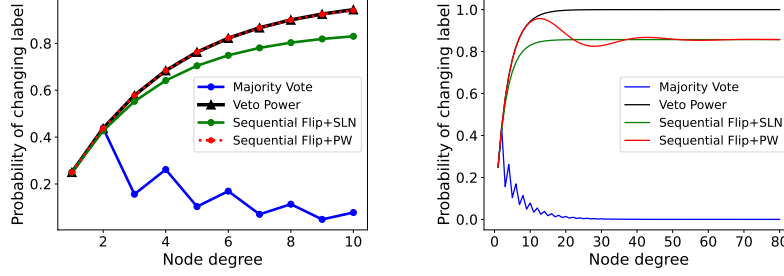 Probability of changing label
0.8
0.6
0.4
0.2
2
4
6
8
10
Node degree
Majority Vote
Veto Power
Sequential Flip+SLN
Sequential Flip+PW
Probability of changing label
1.0
0.8
0.6
0.4
0.2
0.0
0
10
20
30
40
50
60
70
80
Node degree
Majority Vote
Veto Power
Sequential Flip+SLN
Sequential Flip+PW